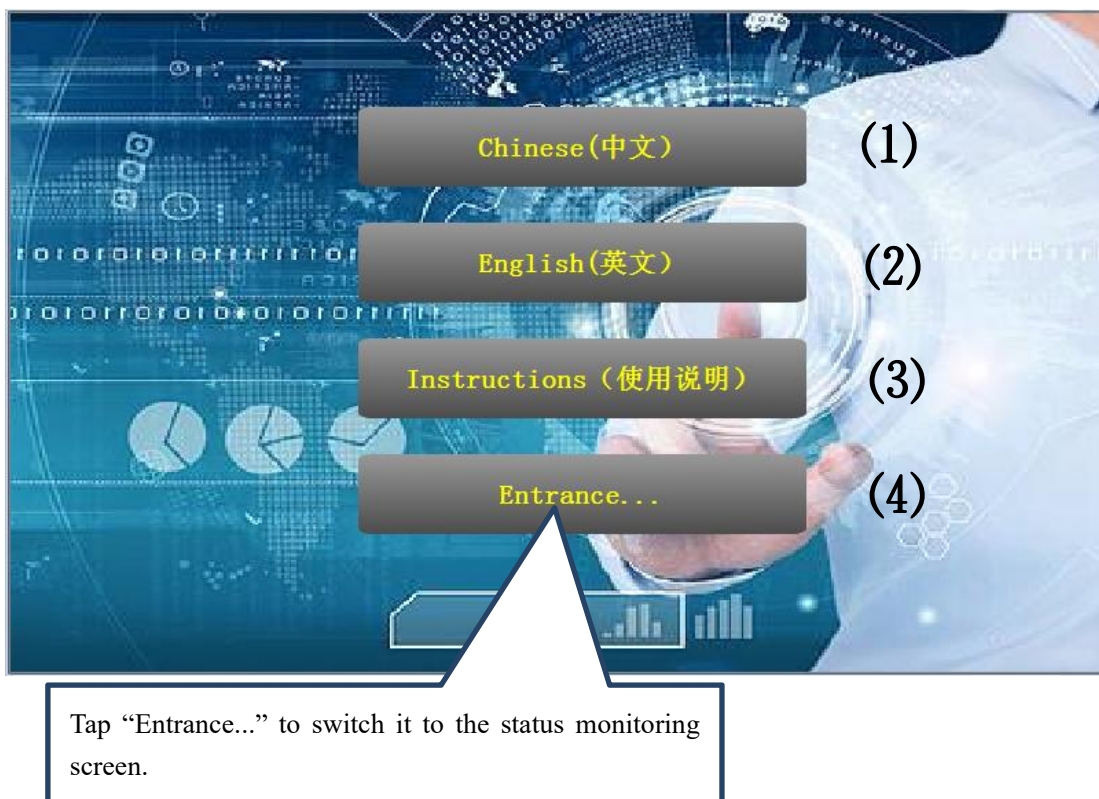 Chinese(中文)
(1)
English(英文)
(2)
Instructions（使用说明）
(3)
Entrance...
(4)
Tap “Entrance...” to switch it to the status monitoring
screen.